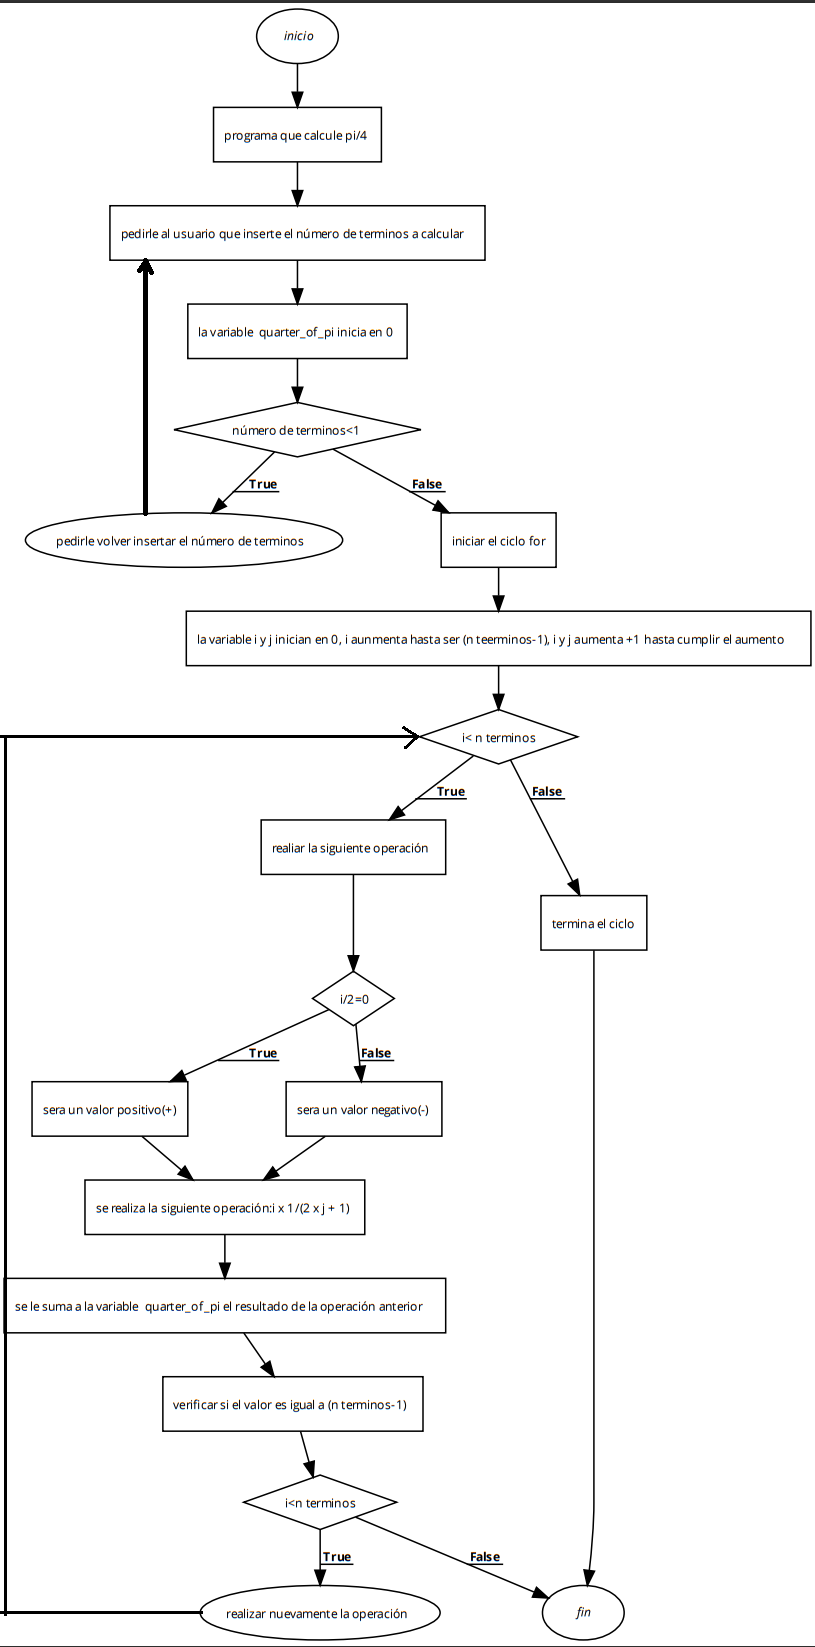 inicio
programa que calcule pi/4
pedirle al usuario que inserte el número de terminos a calcular
la variable quarter_of_pi inicia en 0
número de terminos<1
True
False
pedirle volver insertar el número de terminos
iniciar el ciclo for
la variable i y j inician en 0, i aunmenta hasta ser (n teerminos-1), i y j aumenta +1 hasta cumplir el aumento
i< n terminos
True
False
realiar la siguiente operación
termina el ciclo
i/2=0
True
False
sera un valor positivo(+)
sera un valor negativo(-)
se realiza la siguiente operación:i x 1/(2 x j + 1)
se le suma a la variable quarter_of_pi el resultado de la operación anterior
verificar si el valor es igual a (n terminos-1)
i<n terminos
True
False
realizar nuevamente la operación
fin